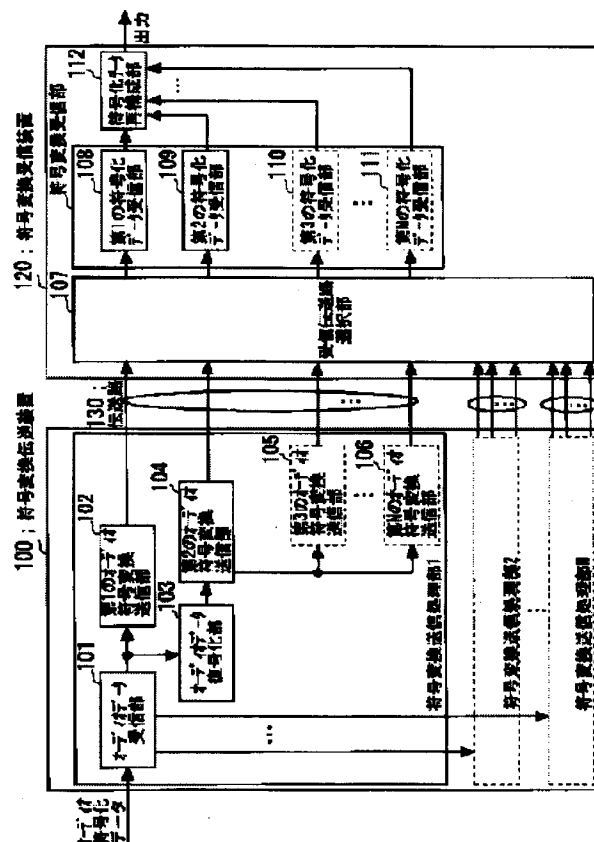 100 ; 符号変換伝送装置
オーディオ
符号化
データ
101
オーディオデータ
受信部
102
第1のオーディオ
符号変換
送信部
103
オーディオデータ
復号化部
104
第2のオーディオ
符号変換
送信部
105
第3のオーディオ
符号変換
送信部
106
第Nのオーディオ
符号変換
送信部
符号変換送信処理部1
符号変換送信処理部2
符号変換送信処理部M
130 ;
伝送路
120 ; 符号変換受信装置
107
受信伝送路
選択部
符号変換受信部
108
第1の符号化
データ受信部
109
第2の符号化
データ受信部
110
第3の符号化
データ受信部
111
第Nの符号化
データ受信部
112
符号化データ
再構成部
出力